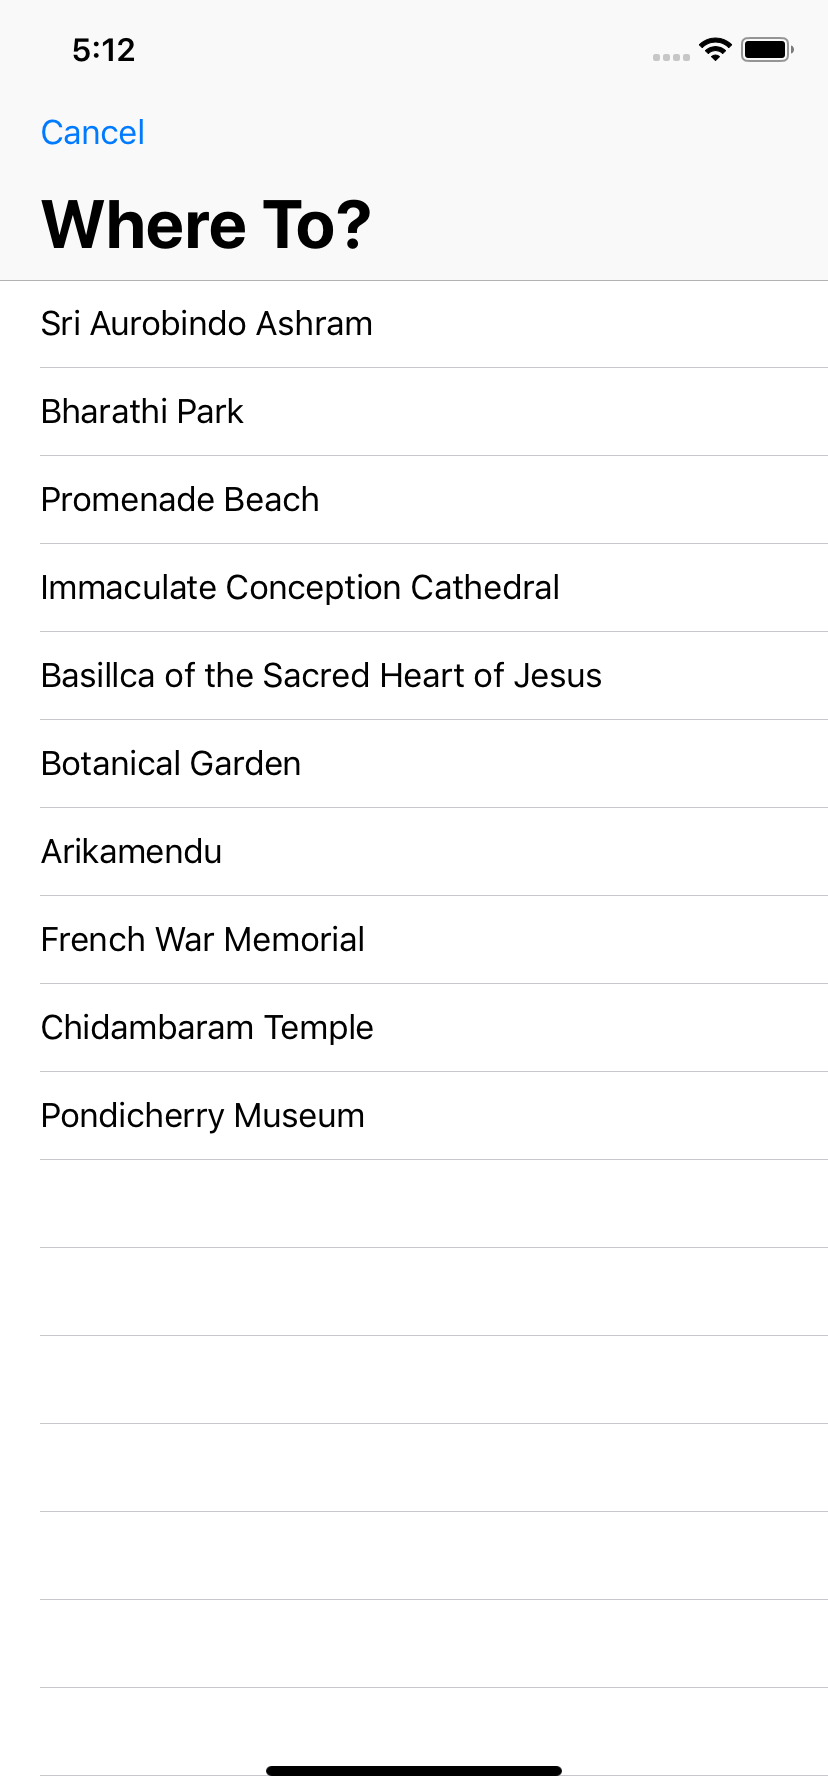 5:12
Cancel
Where To?
Sri Aurobindo Ashram
Bharathi Park
Promenade Beach
Immaculate Conception Cathedral
Basillca of the Sacred Heart of Jesus
Botanical Garden
Arikamendu
French War Memorial
Chidambaram Temple
Pondicherry Museum